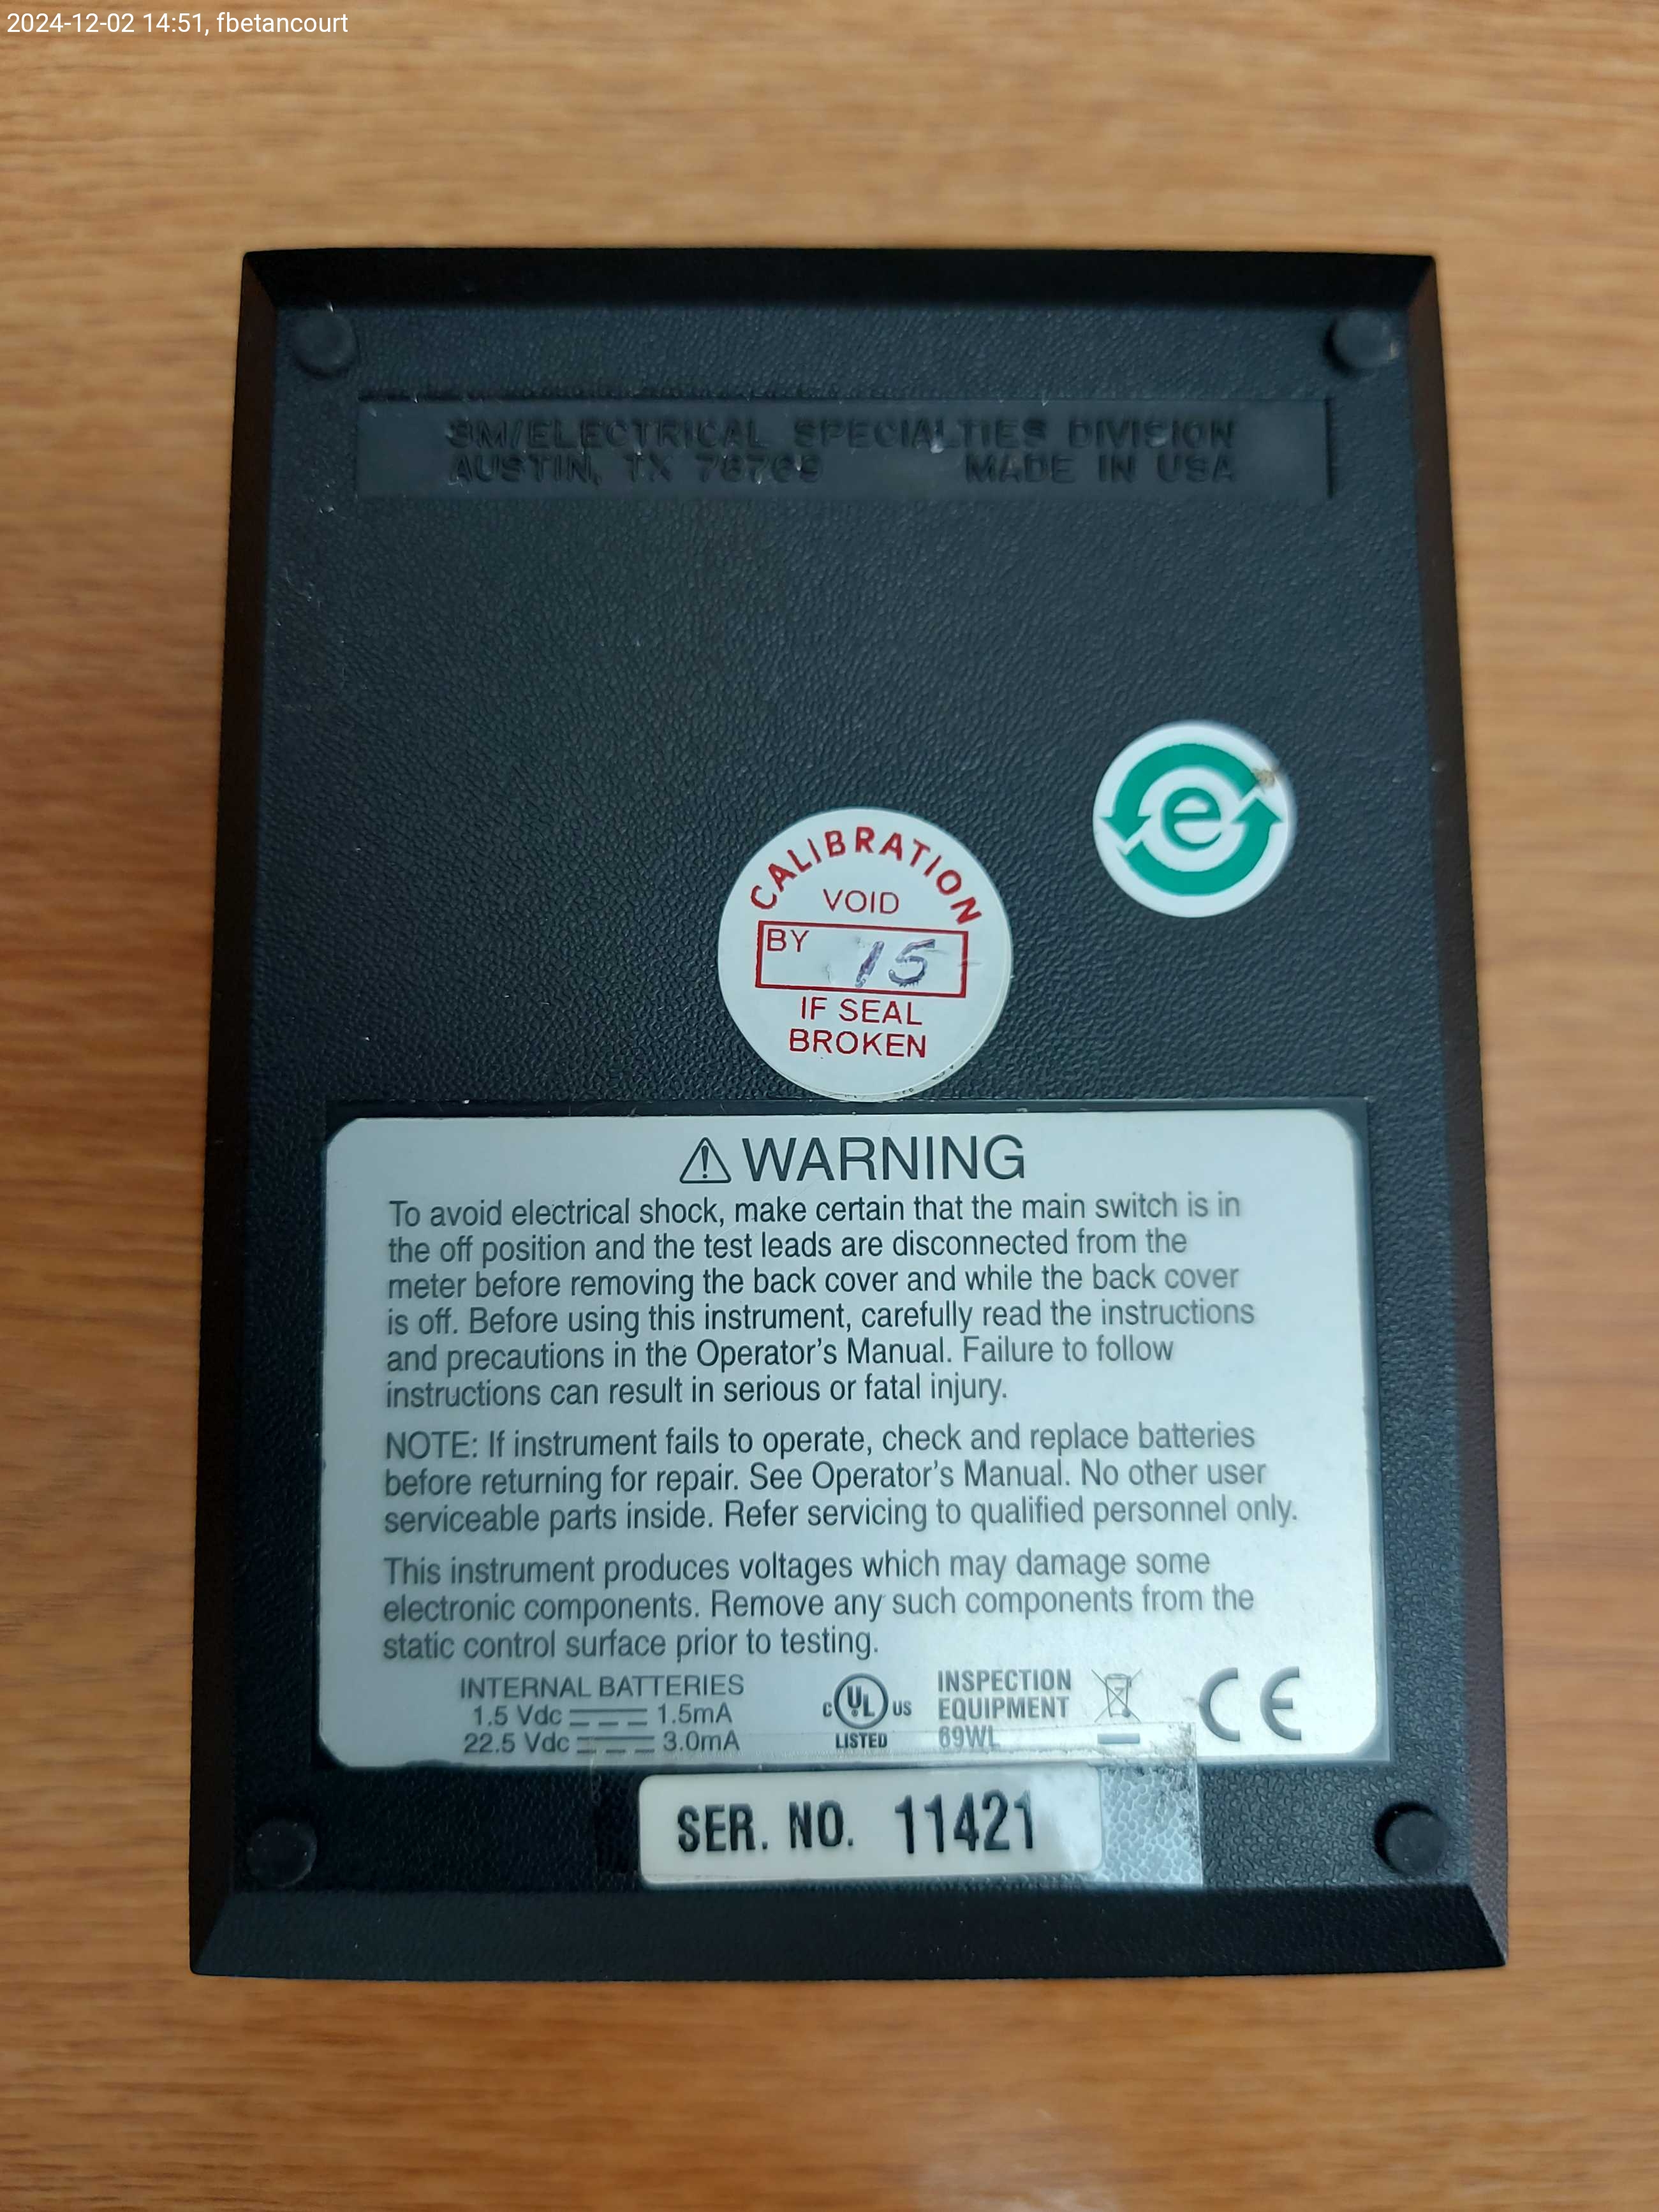 2024-12-02 14:51, fbetancourt
3M/ELECTRICAL SPECIALTIES DIVISION
AUSTIN, TX 78769 MADE IN USA
e
CALIBRATION
VOID
BY 15
IF SEAL
BROKEN
⚠ WARNING
To avoid electrical shock, make certain that the main switch is in
the off position and the test leads are disconnected from the
meter before removing the back cover and while the back cover
is off. Before using this instrument, carefully read the instructions
and precautions in the Operator's Manual. Failure to follow
instructions can result in serious or fatal injury.
NOTE: If instrument fails to operate, check and replace batteries
before returning for repair. See Operator's Manual. No other user
serviceable parts inside. Refer servicing to qualified personnel only.
This instrument produces voltages which may damage some
electronic components. Remove any such components from the
static control surface prior to testing.
INTERNAL BATTERIES
1.5 Vdc 1.5mA
22.5 Vdc 3.0mA
C UL US
LISTED
INSPECTION
EQUIPMENT
69WL
CE
SER. NO. 11421